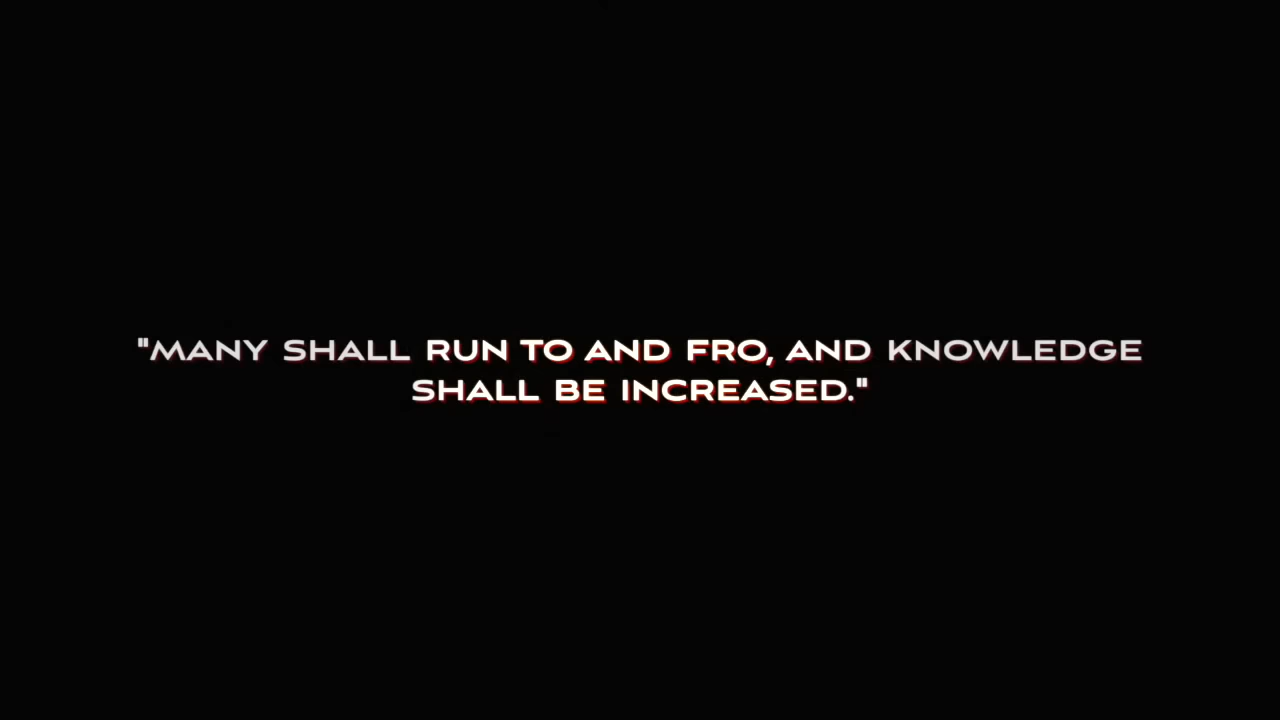 "MANY SHALL RUN TO AND FRO, AND KNOWLEDGE
SHALL BE INCREASED."